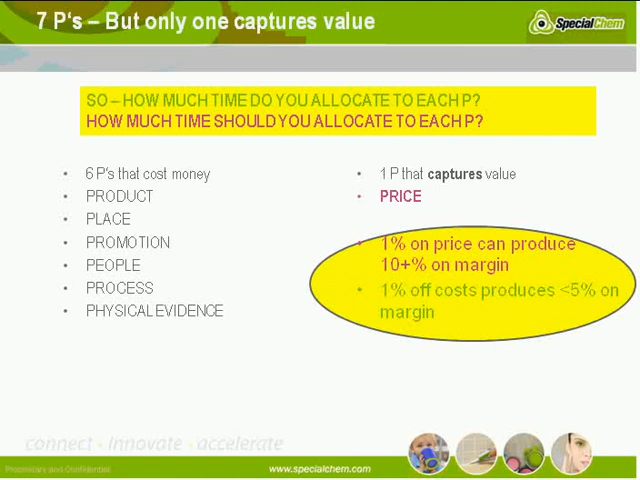 7 P's – But only one captures value
SpecialChem
SO – HOW MUCH TIME DO YOU ALLOCATE TO EACH P?
HOW MUCH TIME SHOULD YOU ALLOCATE TO EACH P?
• 6 P's that cost money
• PRODUCT
• PLACE
• PROMOTION
• PEOPLE
• PROCESS
• PHYSICAL EVIDENCE
• 1 P that captures value
• PRICE
• 1% on price can produce
10+% on margin
• 1% off costs produces <5% on
margin
connect • innovate • accelerate
Proprietary and Confidential
www.specialchem.com